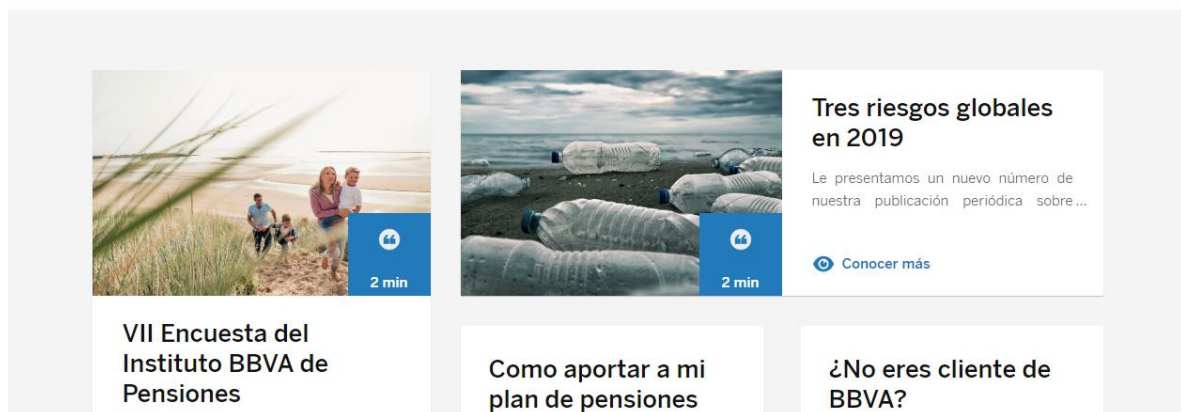 2 min
VII Encuesta del
Instituto BBVA de
Pensiones
2 min
Tres riesgos globales
en 2019
Le presentamos un nuevo número de
nuestra publicación periódica sobre ...
Conocer más
Como aportar a mi
plan de pensiones
¿No eres cliente de
BBVA?